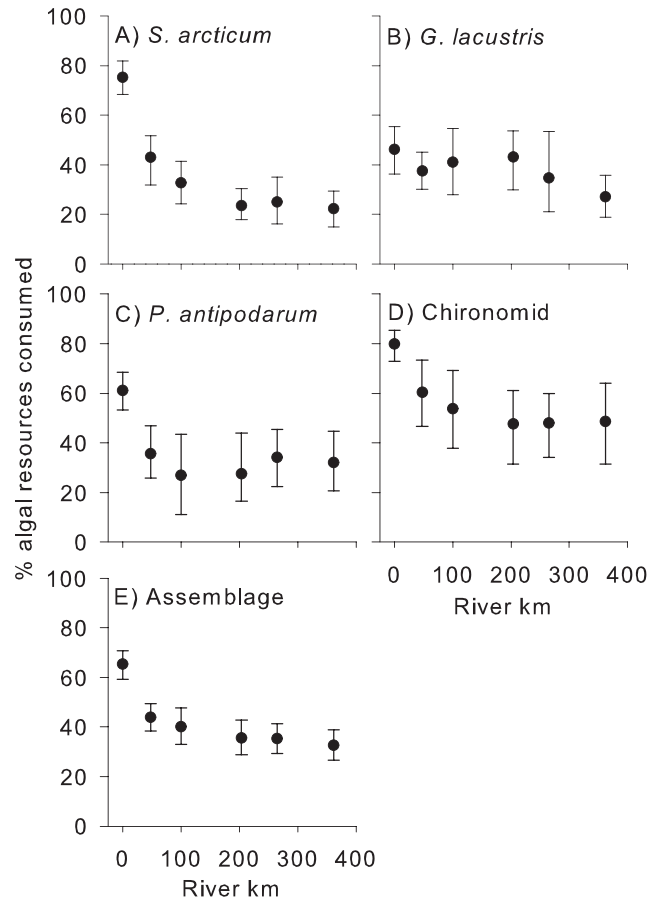 % algal resources consumed
A) S. arcticum
B) G. lacustris
100
80
60
40
20
0
C) P. antipodarum
D) Chironomid
100
80
60
40
20
0
0 100 200 300 400
River km
E) Assemblage
100
80
60
40
20
0
0 100 200 300 400
River km